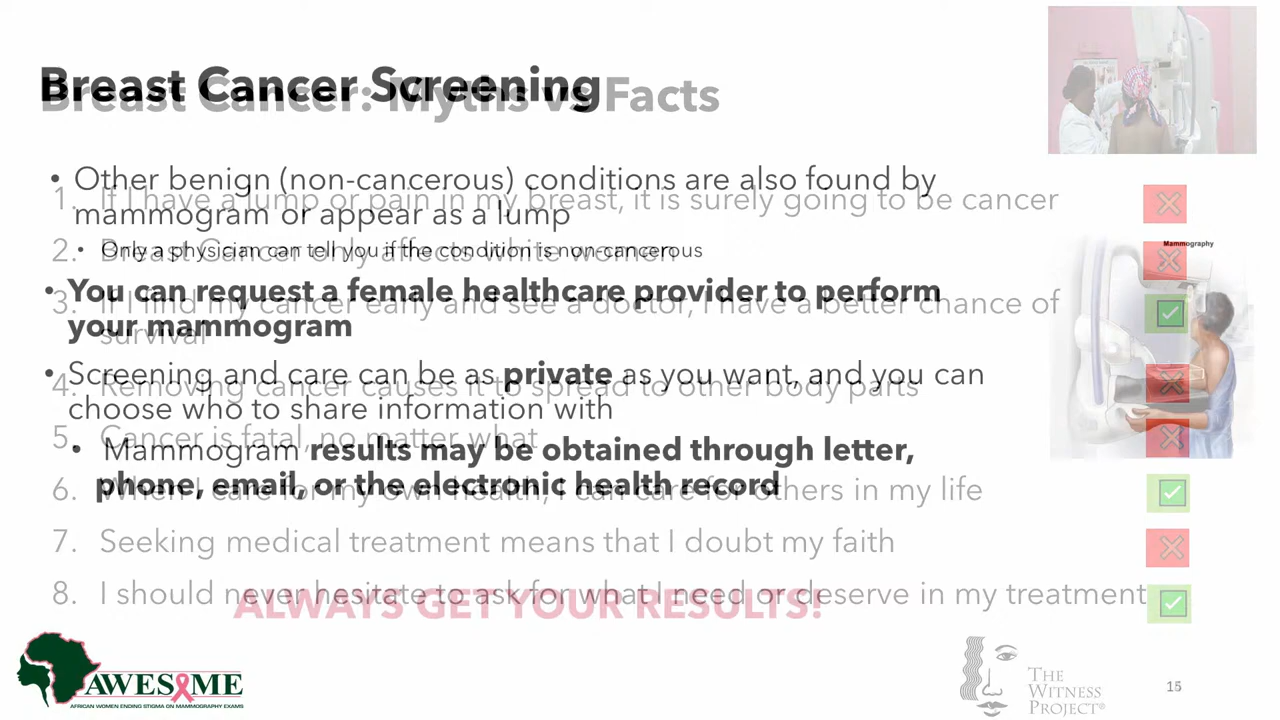 Breast Cancer Screening
Breast Cancer: Myths vs Facts
• Other benign (non-cancerous) conditions are also found by
mammogram or appear as a lump
• Only a physician can tell you if the condition is non-cancerous
• You can request a female healthcare provider to perform
your mammogram
• Screening and care can be as private as you want, and you can
choose who to share information with
• Mammogram results may be obtained through letter,
phone, email, or the electronic health record
ALWAYS GET YOUR RESULTS!
1. If I have a lump or pain in my breast, it is surely going to be cancer
2. Breast Cancer only affects white women
3. If I find my cancer early and see a doctor, I have a better chance of
survival
4. Removing cancer causes it to spread to other body parts
5. Cancer is fatal, no matter what
6. When I care for my own health, I can care for others in my life
7. Seeking medical treatment means that I doubt my faith
8. I should never hesitate to ask for what I need or deserve in my treatment
Mammography
AWESOME
AFRICAN WOMEN ENDING STIGMA ON MAMMOGRAPHY EXAMS
THE
WITNESS
PROJECT®
15